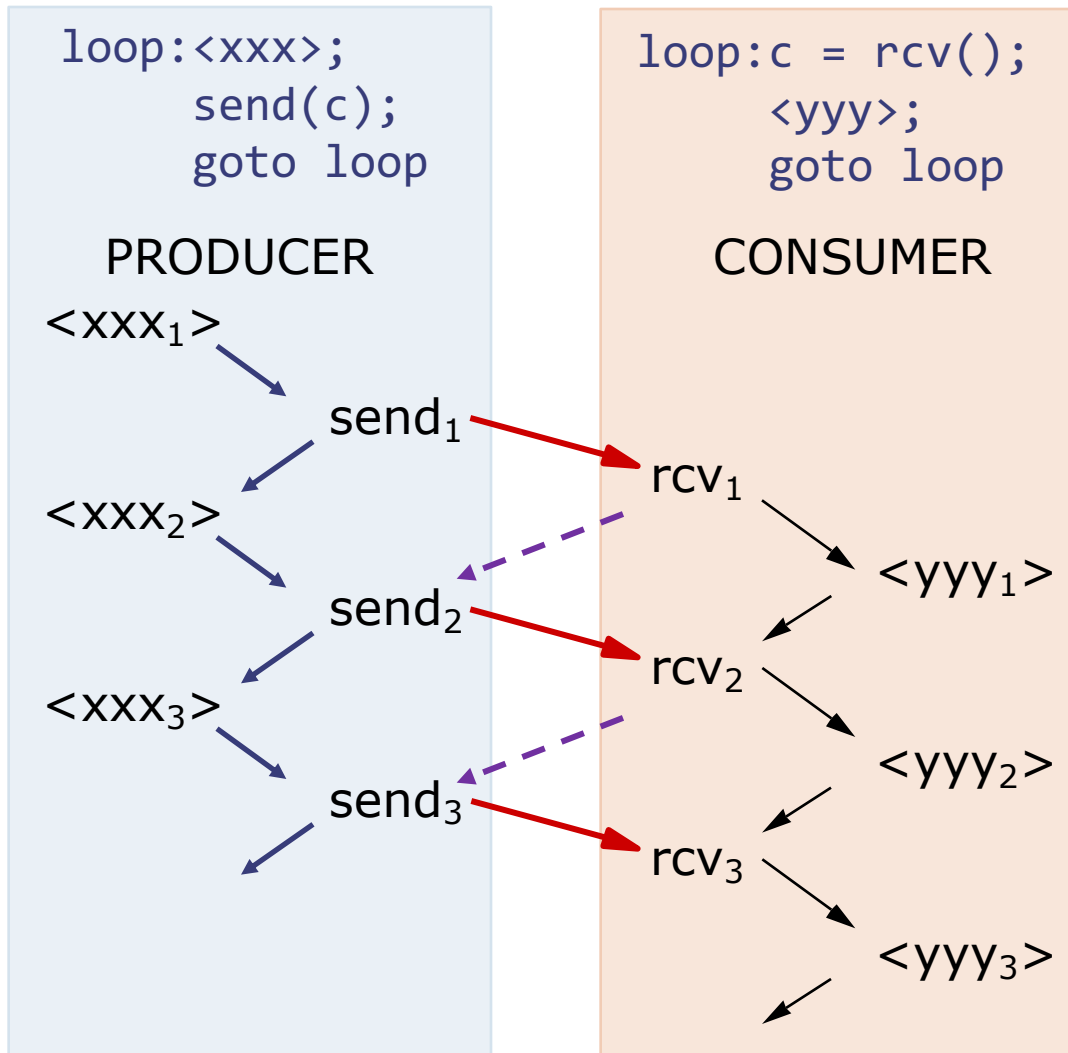 loop:<xxx>;
send(c);
goto loop
PRODUCER
<xxx₁>
send₁
<xxx₂>
send₂
<xxx₃>
send₃
loop:c = rcv();
<yyy>;
goto loop
CONSUMER
rcv₁
<yyy₁>
rcv₂
<yyy₂>
rcv₃
<yyy₃>